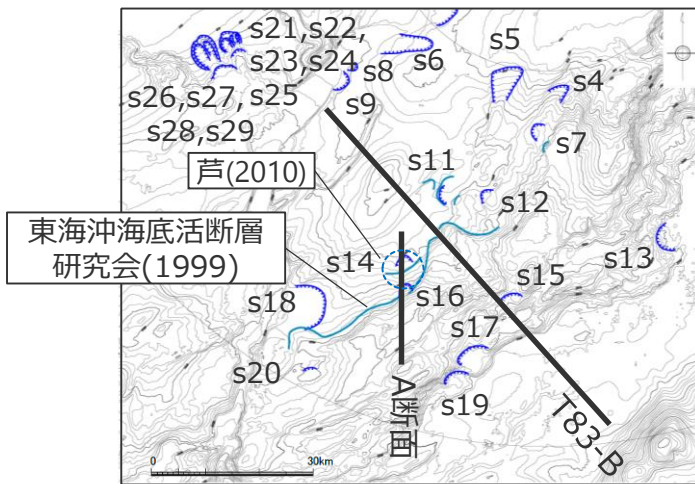 s21,s22,
s23,s24
s26,s27,s25
s28,s29
s8
s6
s9
s5
s4
s7
芦(2010)
s11
s12
東海沖海底活断層
研究会(1999)
s14
s13
s15
s16
s18
s17
s20
s19
A断面
T83-B
0
30km